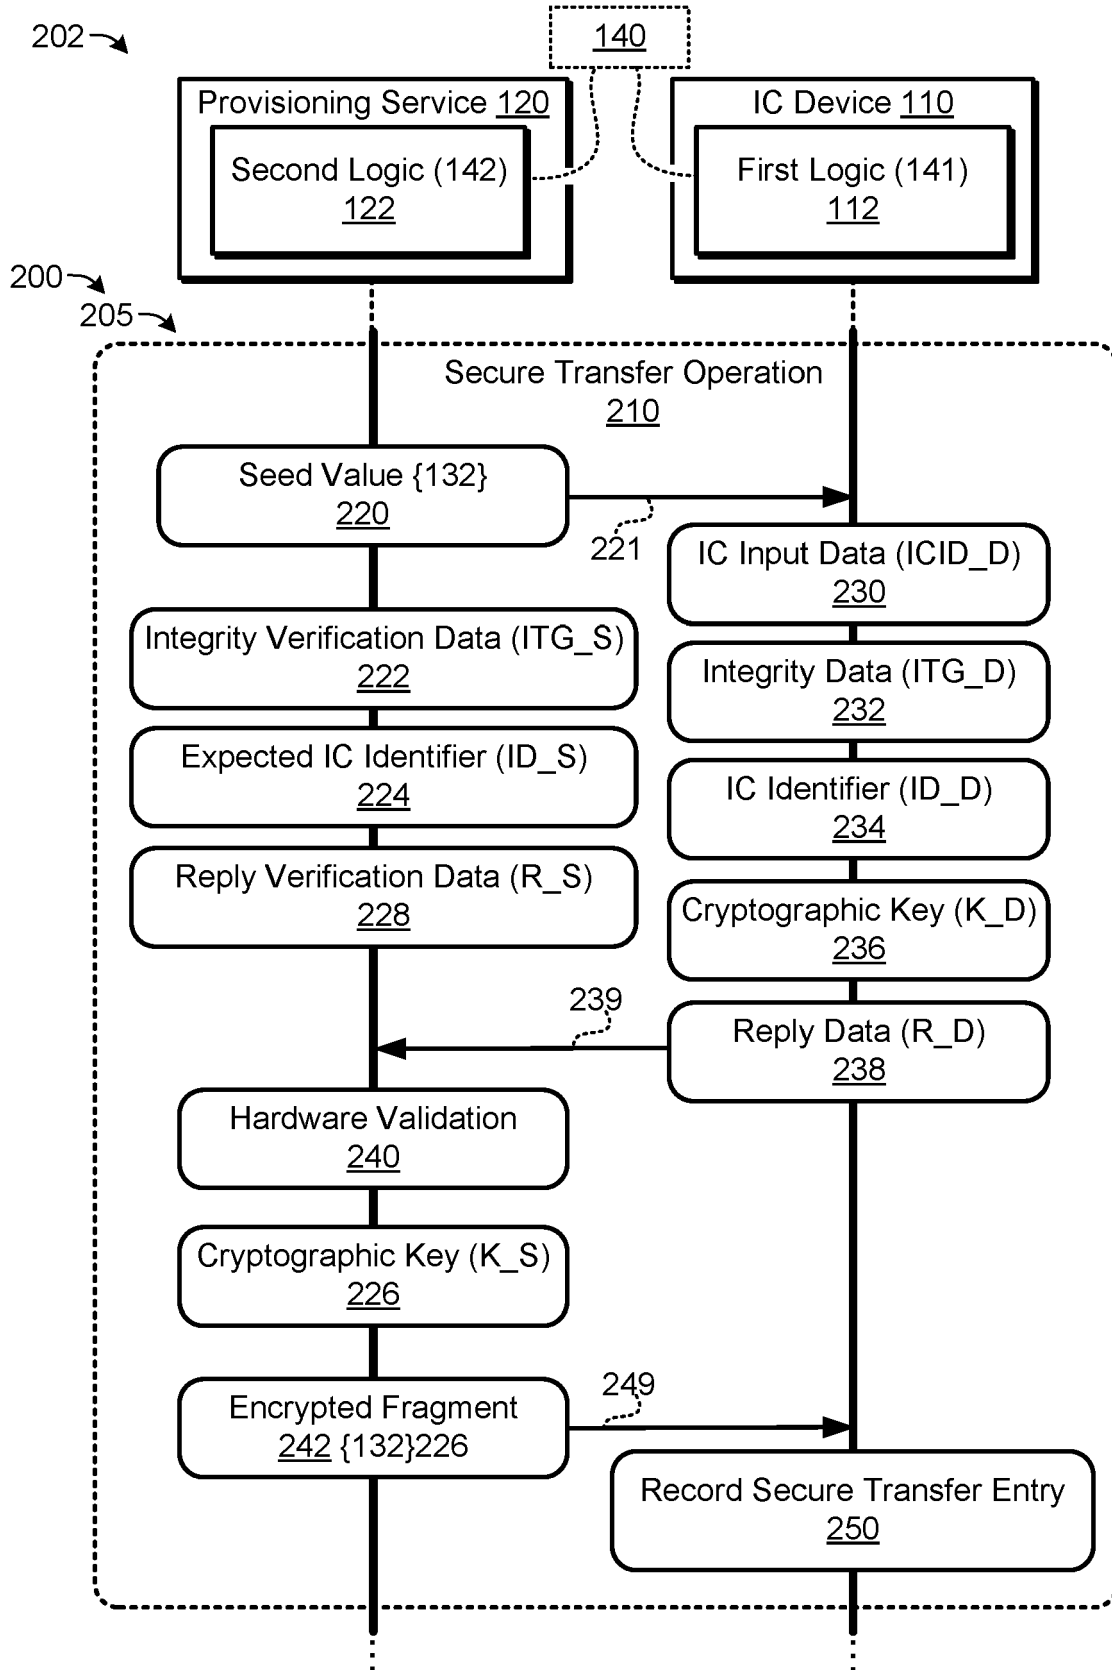 202
140
Provisioning Service 120
IC Device 110
Second Logic (142)
122
First Logic (141)
112
200
205
Secure Transfer Operation
210
Seed Value {132}
220
221
IC Input Data (ICID_D)
230
Integrity Verification Data (ITG_S)
222
Integrity Data (ITG_D)
232
Expected IC Identifier (ID_S)
224
IC Identifier (ID_D)
234
Reply Verification Data (R_S)
228
Cryptographic Key (K_D)
236
239
Reply Data (R_D)
238
Hardware Validation
240
Cryptographic Key (K_S)
226
249
Encrypted Fragment
242 {132}226
Record Secure Transfer Entry
250